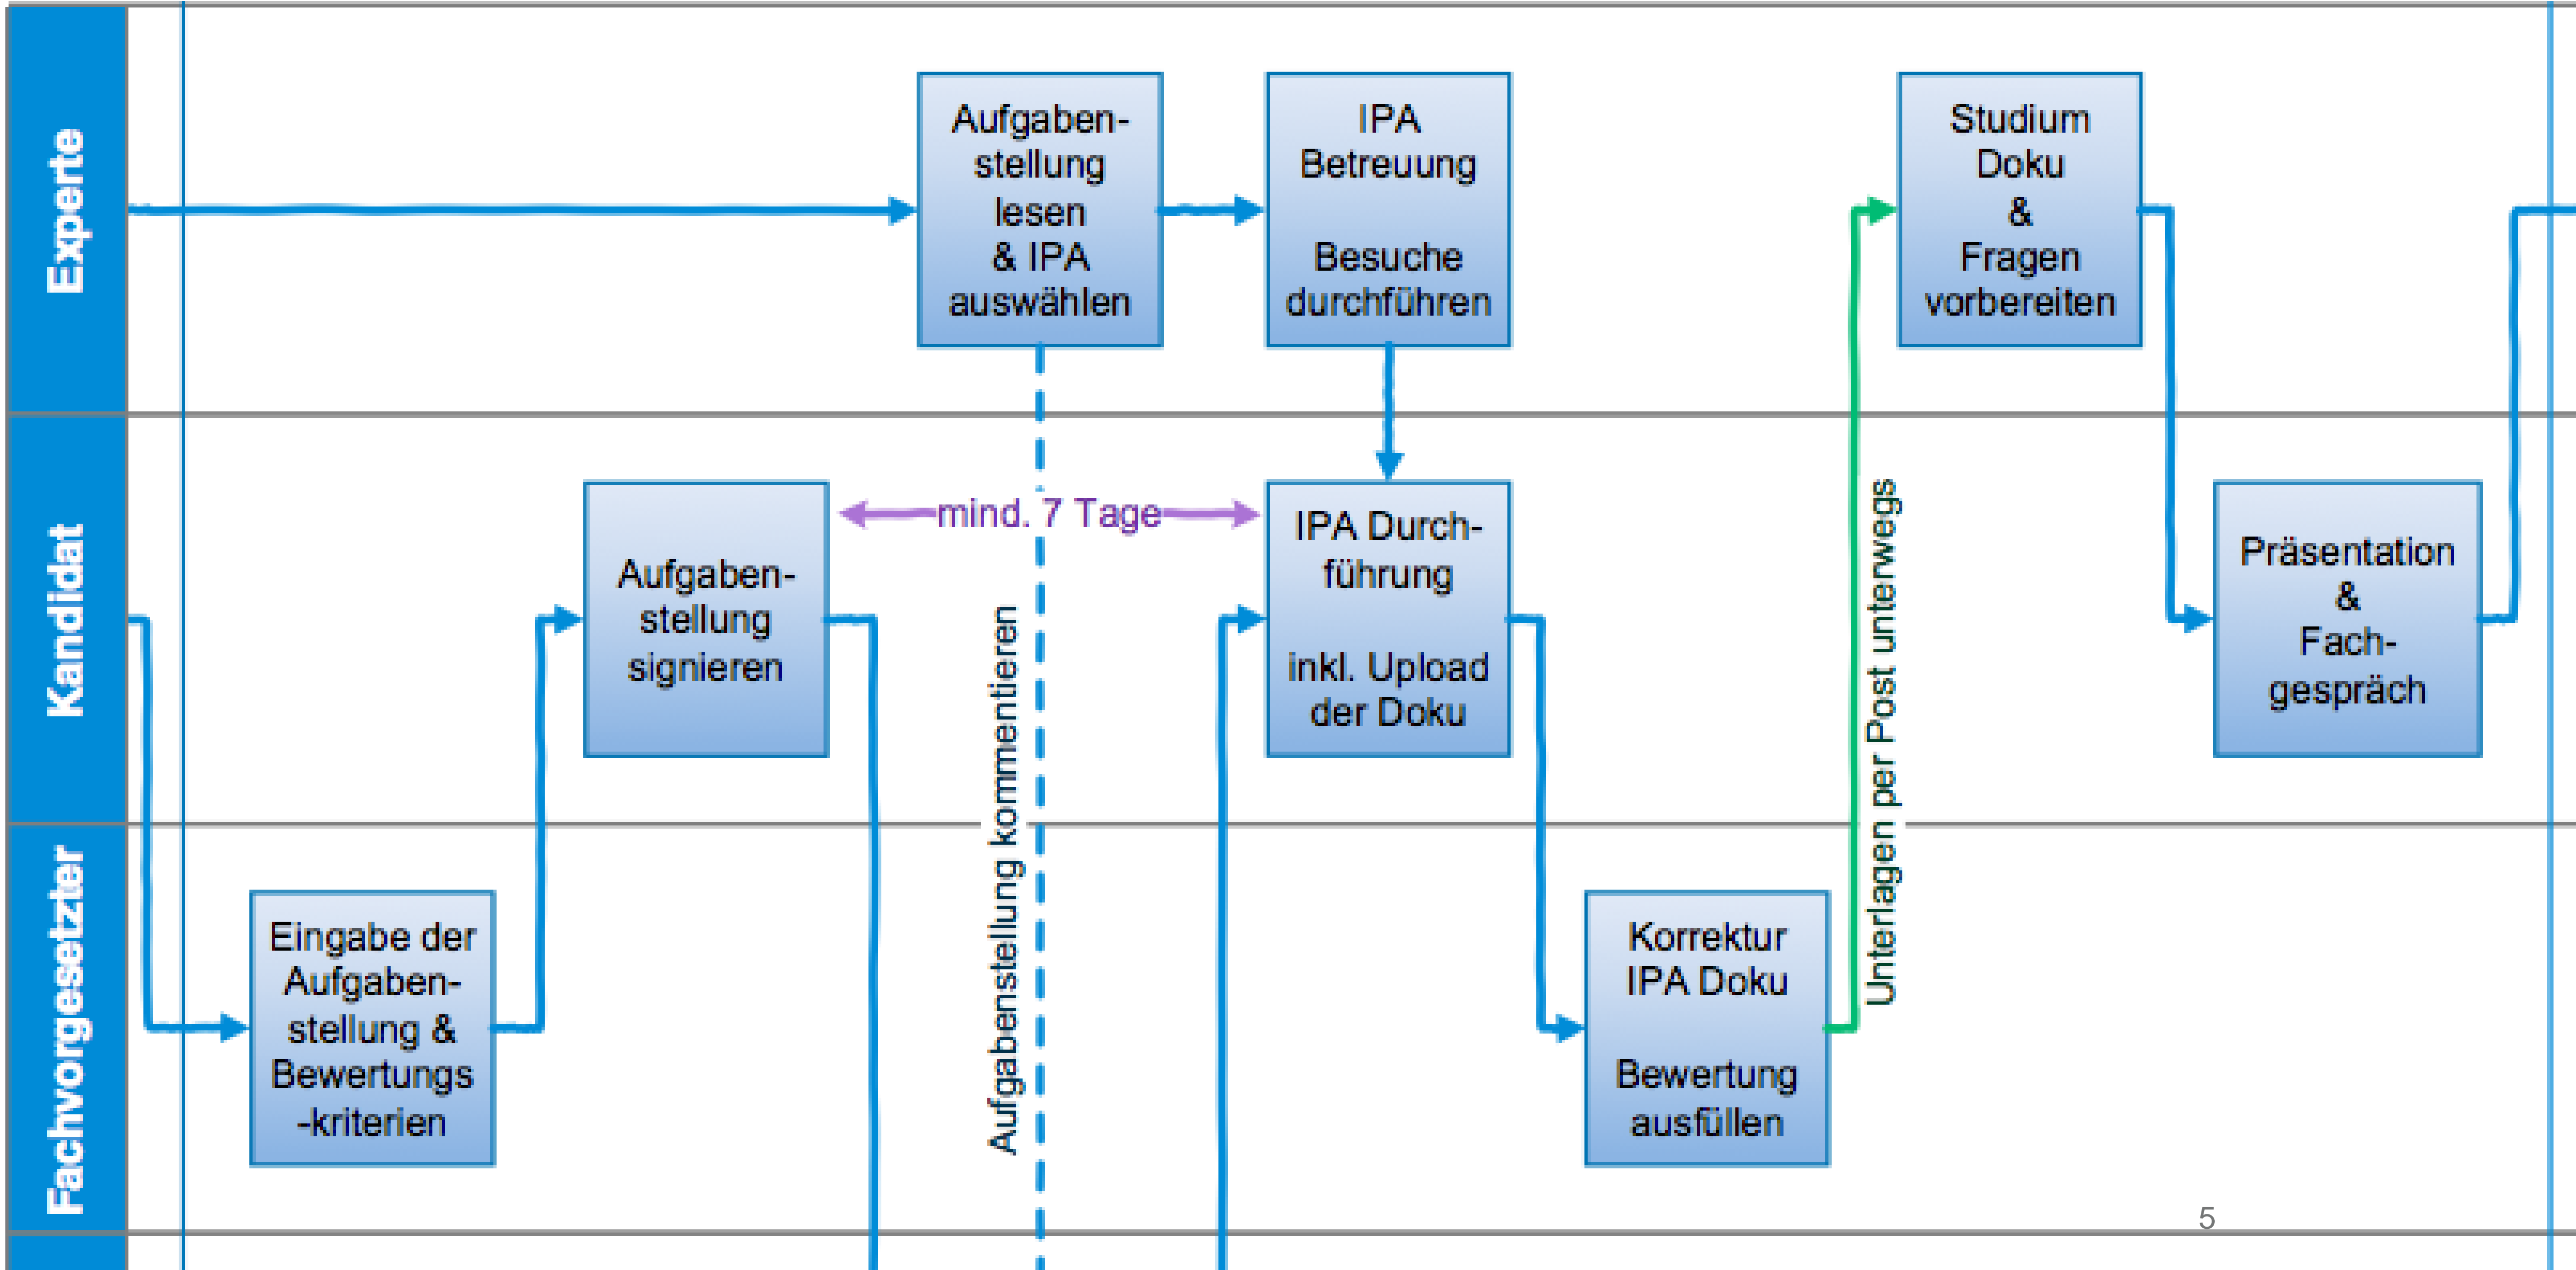 Experte
Aufgaben-
stellung
lesen
& IPA
auswählen
IPA
Betreuung
Besuche
durchführen
Studium
Doku
&
Fragen
vorbereiten
Kandidat
Aufgaben-
stellung
signieren
mind. 7 Tage
Aufgabenstellung kommentieren
IPA Durch-
führung
inkl. Upload
der Doku
Unterlagen per Post unterwegs
Präsentation
&
Fach-
gespräch
Fachvorgesetzter
Eingabe der
Aufgaben-
stellung &
Bewertungs
-kriterien
Korrektur
IPA Doku
Bewertung
ausfüllen
5